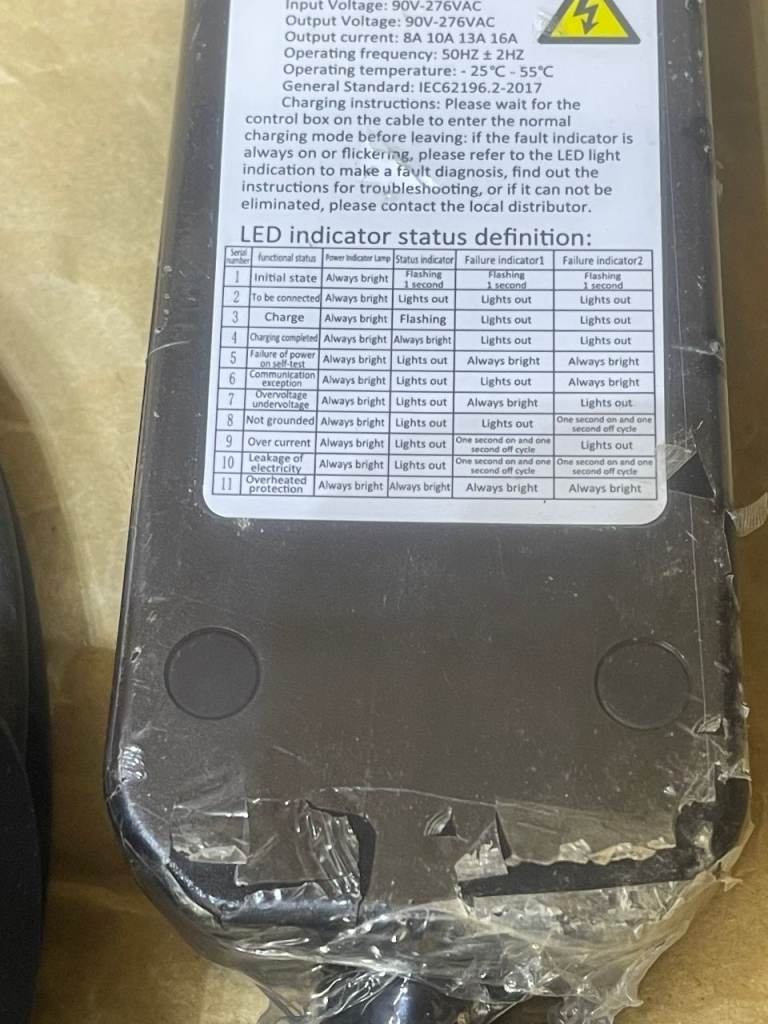 Input Voltage: 90V-276VAC
Output Voltage: 90V-276VAC
Output current: 8A 10A 13A 16A
Operating frequency: 50HZ ± 2HZ
Operating temperature: - 25℃ - 55℃
General Standard: IEC62196.2-2017
Charging instructions: Please wait for the
control box on the cable to enter the normal
charging mode before leaving: if the fault indicator is
always on or flickering, please refer to the LED light
indication to make a fault diagnosis, find out the
instructions for troubleshooting, or if it can not be
eliminated, please contact the local distributor.
LED indicator status definition:
Serial number functional status Power Indicator Lamp Status indicator Failure indicator1 Failure indicator2
1 Initial state Always bright Flashing 1 second Flashing 1 second Flashing 1 second
2 To be connected Always bright Lights out Lights out Lights out
3 Charge Always bright Flashing Lights out Lights out
4 Charging completed Always bright Always bright Lights out Lights out
5 Failure of power on self-test Always bright Lights out Always bright Always bright
6 Communication exception Always bright Lights out Lights out Always bright
7 Overvoltage undervoltage Always bright Lights out Always bright Lights out
8 Not grounded Always bright Lights out Lights out One second on and one second off cycle
9 Over current Always bright Lights out One second on and one second off cycle Lights out
10 Leakage of electricity Always bright Lights out One second on and one second off cycle One second on and one second off cycle
11 Overheated protection Always bright Always bright Always bright Always bright